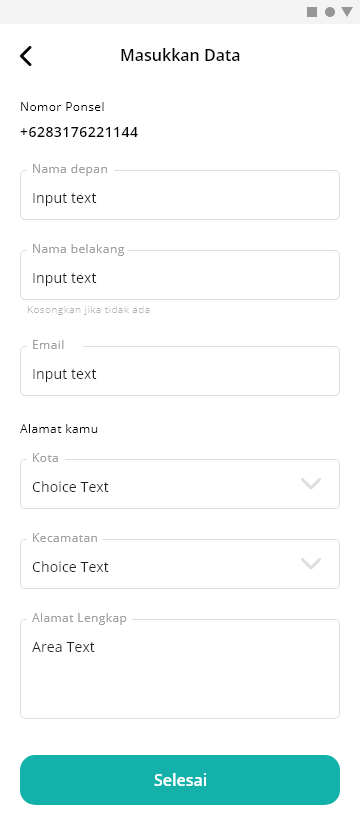 Masukkan Data
Nomor Ponsel
+6283176221144
Nama depan
Input text
Nama belakang
Input text
Kosongkan jika tidak ada
Email
Input text
Alamat kamu
Kota
Choice Text
Kecamatan
Choice Text
Alamat Lengkap
Area Text
Selesai